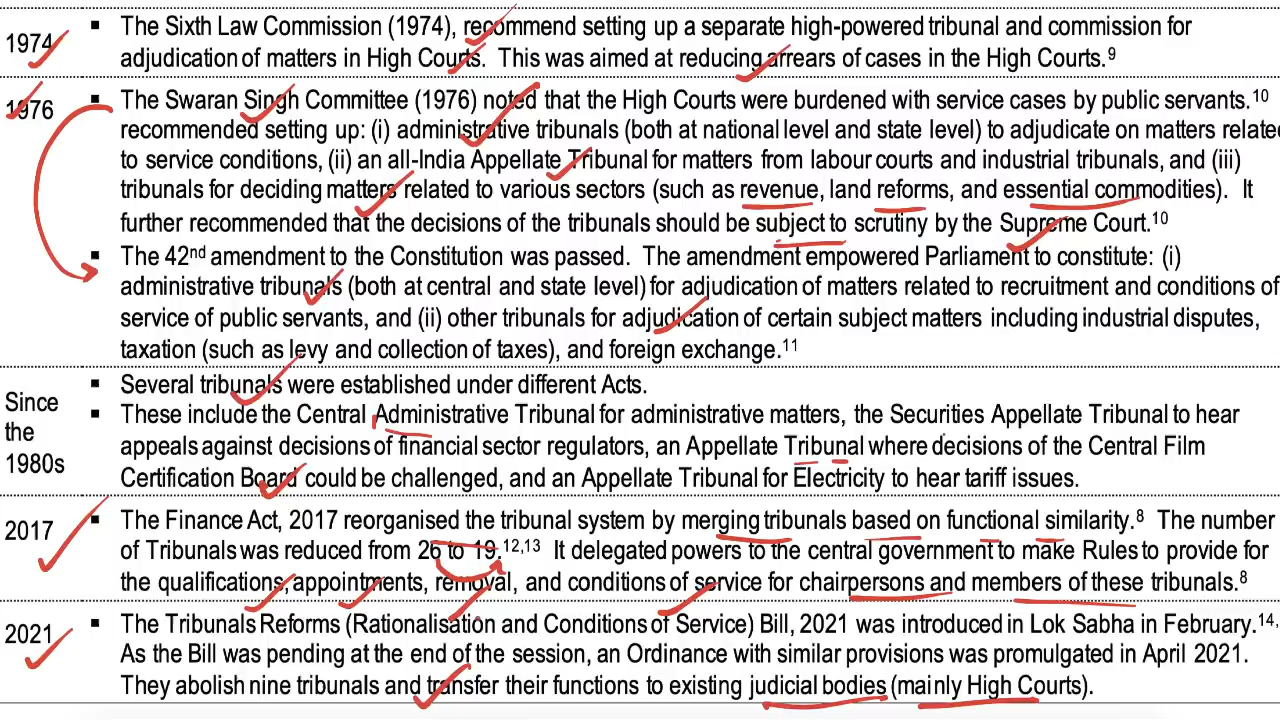 1974
▪ The Sixth Law Commission (1974), recommend setting up a separate high-powered tribunal and commission for
adjudication of matters in High Courts. This was aimed at reducing arrears of cases in the High Courts.⁹
1976
▪ The Swaran Singh Committee (1976) noted that the High Courts were burdened with service cases by public servants.¹⁰
recommended setting up: (i) administrative tribunals (both at national level and state level) to adjudicate on matters relate
to service conditions, (ii) an all-India Appellate Tribunal for matters from labour courts and industrial tribunals, and (iii)
tribunals for deciding matters related to various sectors (such as revenue, land reforms, and essential commodities). It
further recommended that the decisions of the tribunals should be subject to scrutiny by the Supreme Court.¹⁰
▪ The 42nd amendment to the Constitution was passed. The amendment empowered Parliament to constitute: (i)
administrative tribunals (both at central and state level) for adjudication of matters related to recruitment and conditions of
service of public servants, and (ii) other tribunals for adjudication of certain subject matters including industrial disputes,
taxation (such as levy and collection of taxes), and foreign exchange.¹¹
Since
the
1980s
▪ Several tribunals were established under different Acts.
▪ These include the Central Administrative Tribunal for administrative matters, the Securities Appellate Tribunal to hear
appeals against decisions of financial sector regulators, an Appellate Tribunal where decisions of the Central Film
Certification Board could be challenged, and an Appellate Tribunal for Electricity to hear tariff issues.
2017
▪ The Finance Act, 2017 reorganised the tribunal system by merging tribunals based on functional similarity.⁸ The number
of Tribunals was reduced from 26 to 19.¹²,¹³ It delegated powers to the central government to make Rules to provide for
the qualifications, appointments, removal, and conditions of service for chairpersons and members of these tribunals.⁸
2021
▪ The Tribunals Reforms (Rationalisation and Conditions of Service) Bill, 2021 was introduced in Lok Sabha in February.¹⁴,
As the Bill was pending at the end of the session, an Ordinance with similar provisions was promulgated in April 2021.
They abolish nine tribunals and transfer their functions to existing judicial bodies (mainly High Courts).